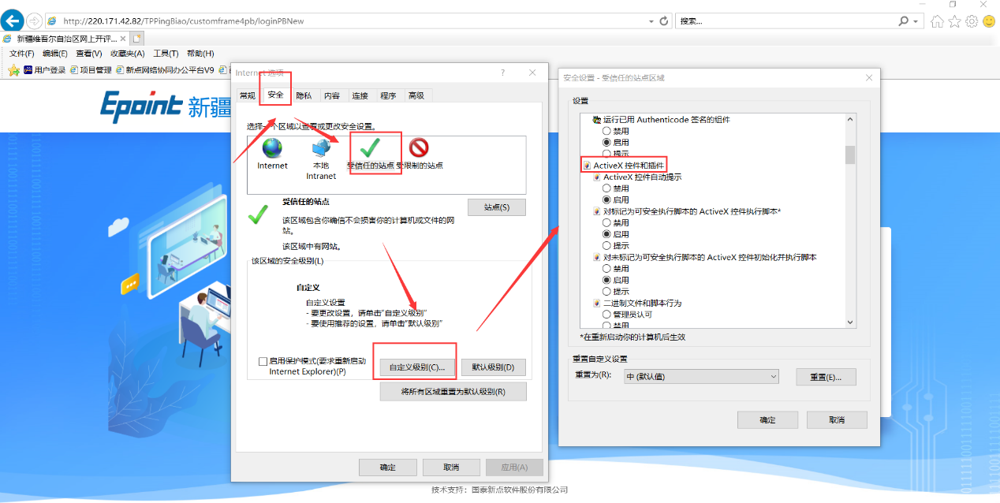 http://220.171.42.82/TPPingBiao/customframe4pb/loginPBNew
搜索...
新疆维吾尔自治区网上开评...
文件(F) 编辑(E) 查看(V) 收藏夹(A) 工具(T) 帮助(H)
用户登录 项目管理 新点网络协同办公平台V9
Epoint 新疆
Internet 选项
常规 安全 隐私 内容 连接 程序 高级
选择一个区域以查看或更改安全设置。
Internet
本地
Intranet
受信任的站点
受限制的站点
受信任的站点
站点(S)
该区域包含你确信不会损害你的计算机或文件的网
站。
该区域中有网站。
该区域的安全级别(L)
自定义
自定义设置
- 要更改设置，请单击"自定义级别"
- 要使用推荐的设置，请单击"默认级别"
启用保护模式(要求重新启动
Internet Explorer)(P)
自定义级别(C)...
默认级别(D)
将所有区域重置为默认级别(R)
确定
取消
应用(A)
安全设置 - 受信任的站点区域
设置
运行已用 Authenticode 签名的组件
禁用
启用
提示
ActiveX 控件和插件
ActiveX 控件自动提示
禁用
启用
对标记为可安全执行脚本的 ActiveX 控件执行脚本*
禁用
启用
提示
对未标记为可安全执行脚本的 ActiveX 控件初始化并执行脚本
禁用
启用
提示
二进制文件和脚本行为
管理员认可
禁用
*在重新启动你的计算机后生效
重置自定义设置
重置为(R):
中 (默认值)
重置(E)...
确定
取消
技术支持：国泰新点软件股份有限公司